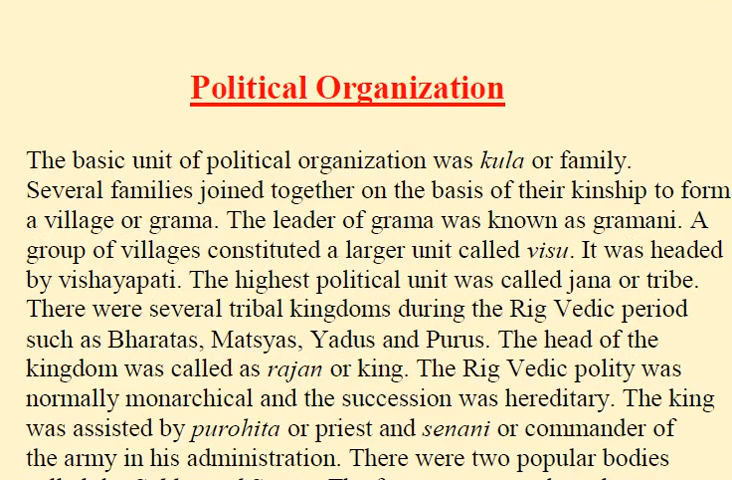 Political Organization
The basic unit of political organization was kula or family.
Several families joined together on the basis of their kinship to form
a village or grama. The leader of grama was known as gramani. A
group of villages constituted a larger unit called visu. It was headed
by vishayapati. The highest political unit was called jana or tribe.
There were several tribal kingdoms during the Rig Vedic period
such as Bharatas, Matsyas, Yadus and Purus. The head of the
kingdom was called as rajan or king. The Rig Vedic polity was
normally monarchical and the succession was hereditary. The king
was assisted by purohita or priest and senani or commander of
the army in his administration. There were two popular bodies